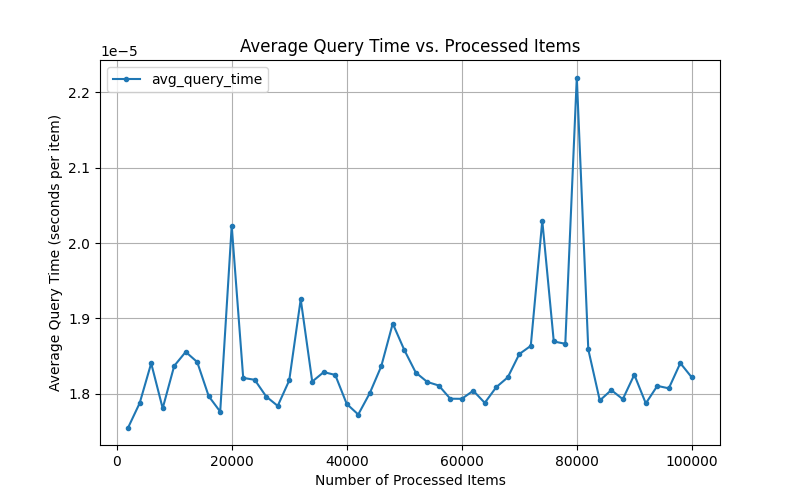 Average Query Time vs. Processed Items
1e−5
avg_query_time
2.2
2.1
2.0
1.9
1.8
Average Query Time (seconds per item)
0 20000 40000 60000 80000 100000
Number of Processed Items